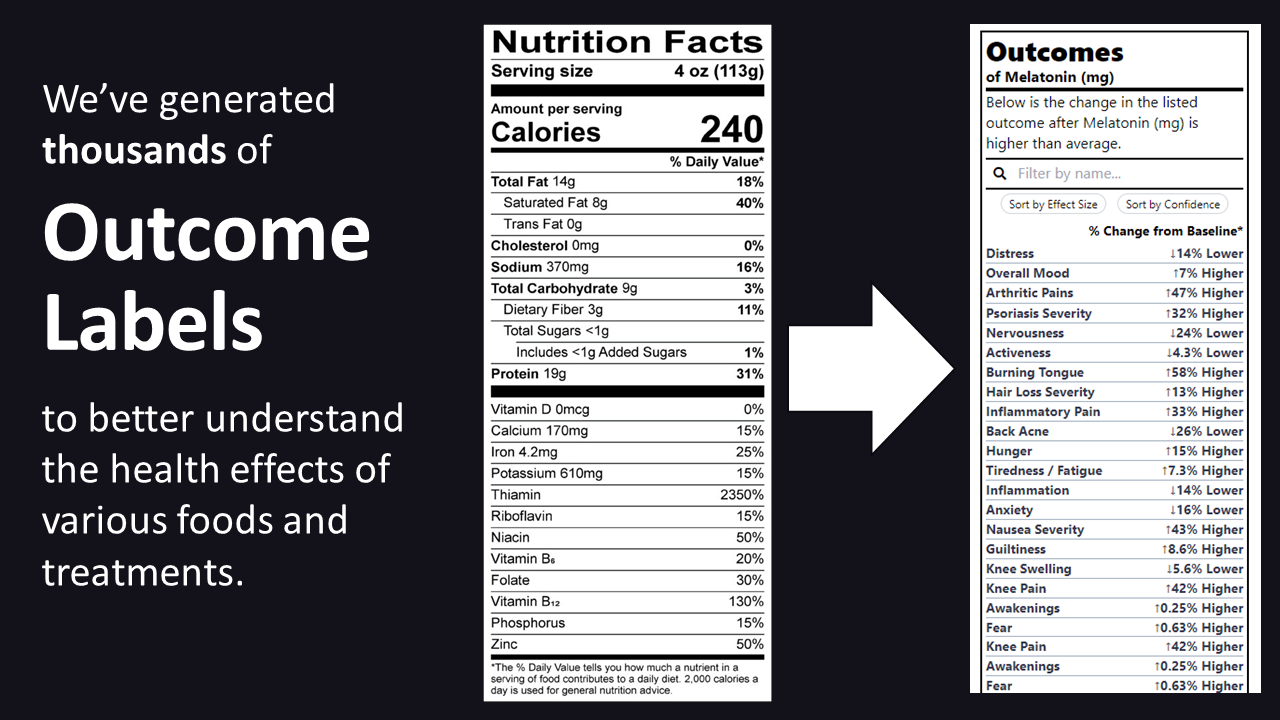 We’ve generated
thousands of
Outcome
Labels
to better understand
the health effects of
various foods and
treatments.
Nutrition Facts
Serving size 4 oz (113g)
Amount per serving
Calories 240
% Daily Value*
Total Fat 14g 18%
Saturated Fat 8g 40%
Trans Fat 0g
Cholesterol 0mg 0%
Sodium 370mg 16%
Total Carbohydrate 9g 3%
Dietary Fiber 3g 11%
Total Sugars <1g
Includes <1g Added Sugars 1%
Protein 19g 31%
Vitamin D 0mcg 0%
Calcium 170mg 15%
Iron 4.2mg 25%
Potassium 610mg 15%
Thiamin 2350%
Riboflavin 15%
Niacin 50%
Vitamin B₆ 20%
Folate 30%
Vitamin B₁₂ 130%
Phosphorus 15%
Zinc 50%
*The % Daily Value tells you how much a nutrient in a
serving of food contributes to a daily diet. 2,000 calories a
day is used for general nutrition advice.
Outcomes
of Melatonin (mg)
Below is the change in the listed
outcome after Melatonin (mg) is
higher than average.
Filter by name...
Sort by Effect Size Sort by Confidence
% Change from Baseline*
Distress ↓14% Lower
Overall Mood ↑7% Higher
Arthritic Pains ↑47% Higher
Psoriasis Severity ↑32% Higher
Nervousness ↓24% Lower
Activeness ↓4.3% Lower
Burning Tongue ↑58% Higher
Hair Loss Severity ↑13% Higher
Inflammatory Pain ↑33% Higher
Back Acne ↓26% Lower
Hunger ↑15% Higher
Tiredness / Fatigue ↑7.3% Higher
Inflammation ↓14% Lower
Anxiety ↓16% Lower
Nausea Severity ↑43% Higher
Guiltiness ↑8.6% Higher
Knee Swelling ↓5.6% Lower
Knee Pain ↑42% Higher
Awakenings ↑0.25% Higher
Fear ↑0.63% Higher
Knee Pain ↑42% Higher
Awakenings ↑0.25% Higher
Fear ↑0.63% Higher